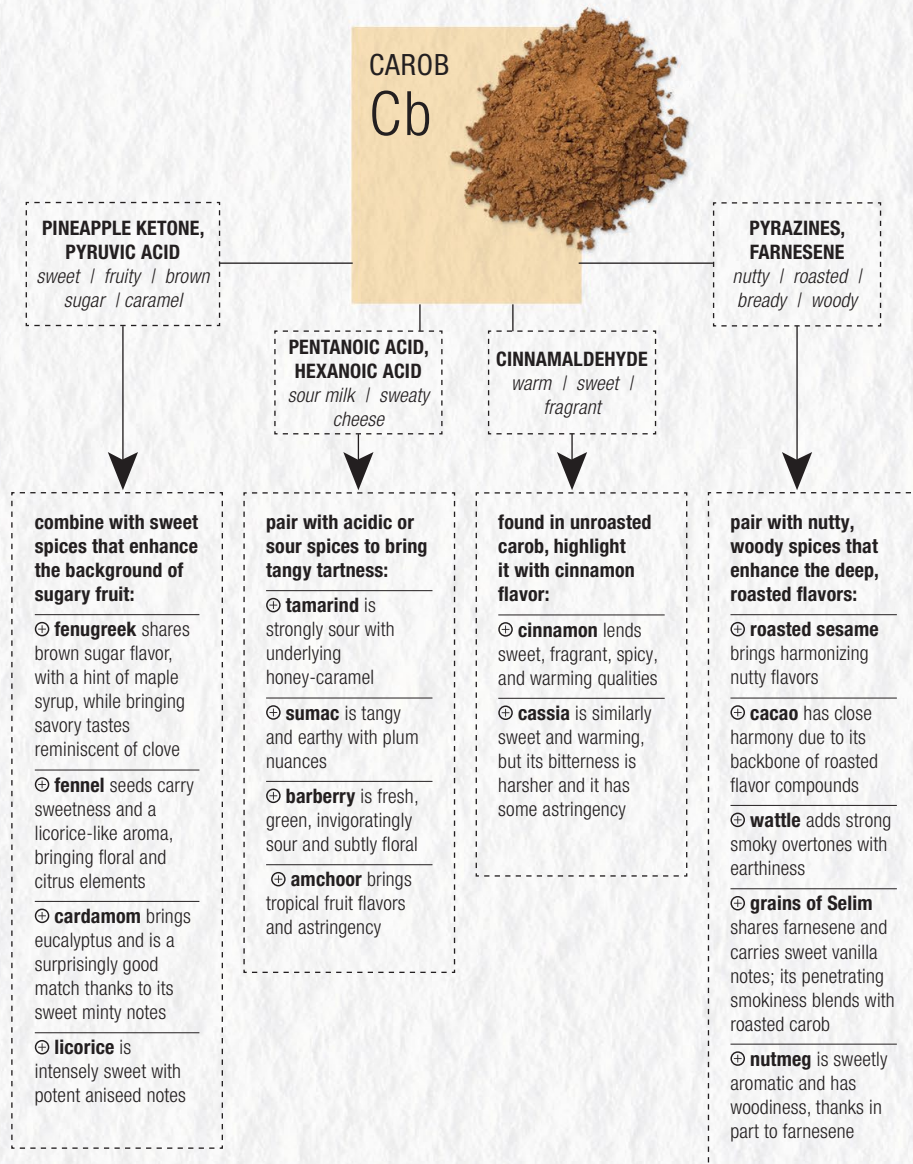 CAROB
Cb
PINEAPPLE KETONE,
PYRUVIC ACID
sweet | fruity | brown
sugar | caramel
PENTANOIC ACID,
HEXANOIC ACID
sour milk | sweaty
cheese
CINNAMALDEHYDE
warm | sweet |
fragrant
PYRAZINES,
FARNESENE
nutty | roasted |
bready | woody
combine with sweet
spices that enhance
the background of
sugary fruit:
⊕ fenugreek shares
brown sugar flavor,
with a hint of maple
syrup, while bringing
savory tastes
reminiscent of clove
⊕ fennel seeds carry
sweetness and a
licorice-like aroma,
bringing floral and
citrus elements
⊕ cardamom brings
eucalyptus and is a
surprisingly good
match thanks to its
sweet minty notes
⊕ licorice is
intensely sweet with
potent aniseed notes
pair with acidic or
sour spices to bring
tangy tartness:
⊕ tamarind is
strongly sour with
underlying
honey-caramel
⊕ sumac is tangy
and earthy with plum
nuances
⊕ barberry is fresh,
green, invigoratingly
sour and subtly floral
⊕ amchoor brings
tropical fruit flavors
and astringency
found in unroasted
carob, highlight
it with cinnamon
flavor:
⊕ cinnamon lends
sweet, fragrant, spicy,
and warming qualities
⊕ cassia is similarly
sweet and warming,
but its bitterness is
harsher and it has
some astringency
pair with nutty,
woody spices that
enhance the deep,
roasted flavors:
⊕ roasted sesame
brings harmonizing
nutty flavors
⊕ cacao has close
harmony due to its
backbone of roasted
flavor compounds
⊕ wattle adds strong
smoky overtones with
earthiness
⊕ grains of Selim
shares farnesene and
carries sweet vanilla
notes; its penetrating
smokiness blends with
roasted carob
⊕ nutmeg is sweetly
aromatic and has
woodiness, thanks in
part to farnesene